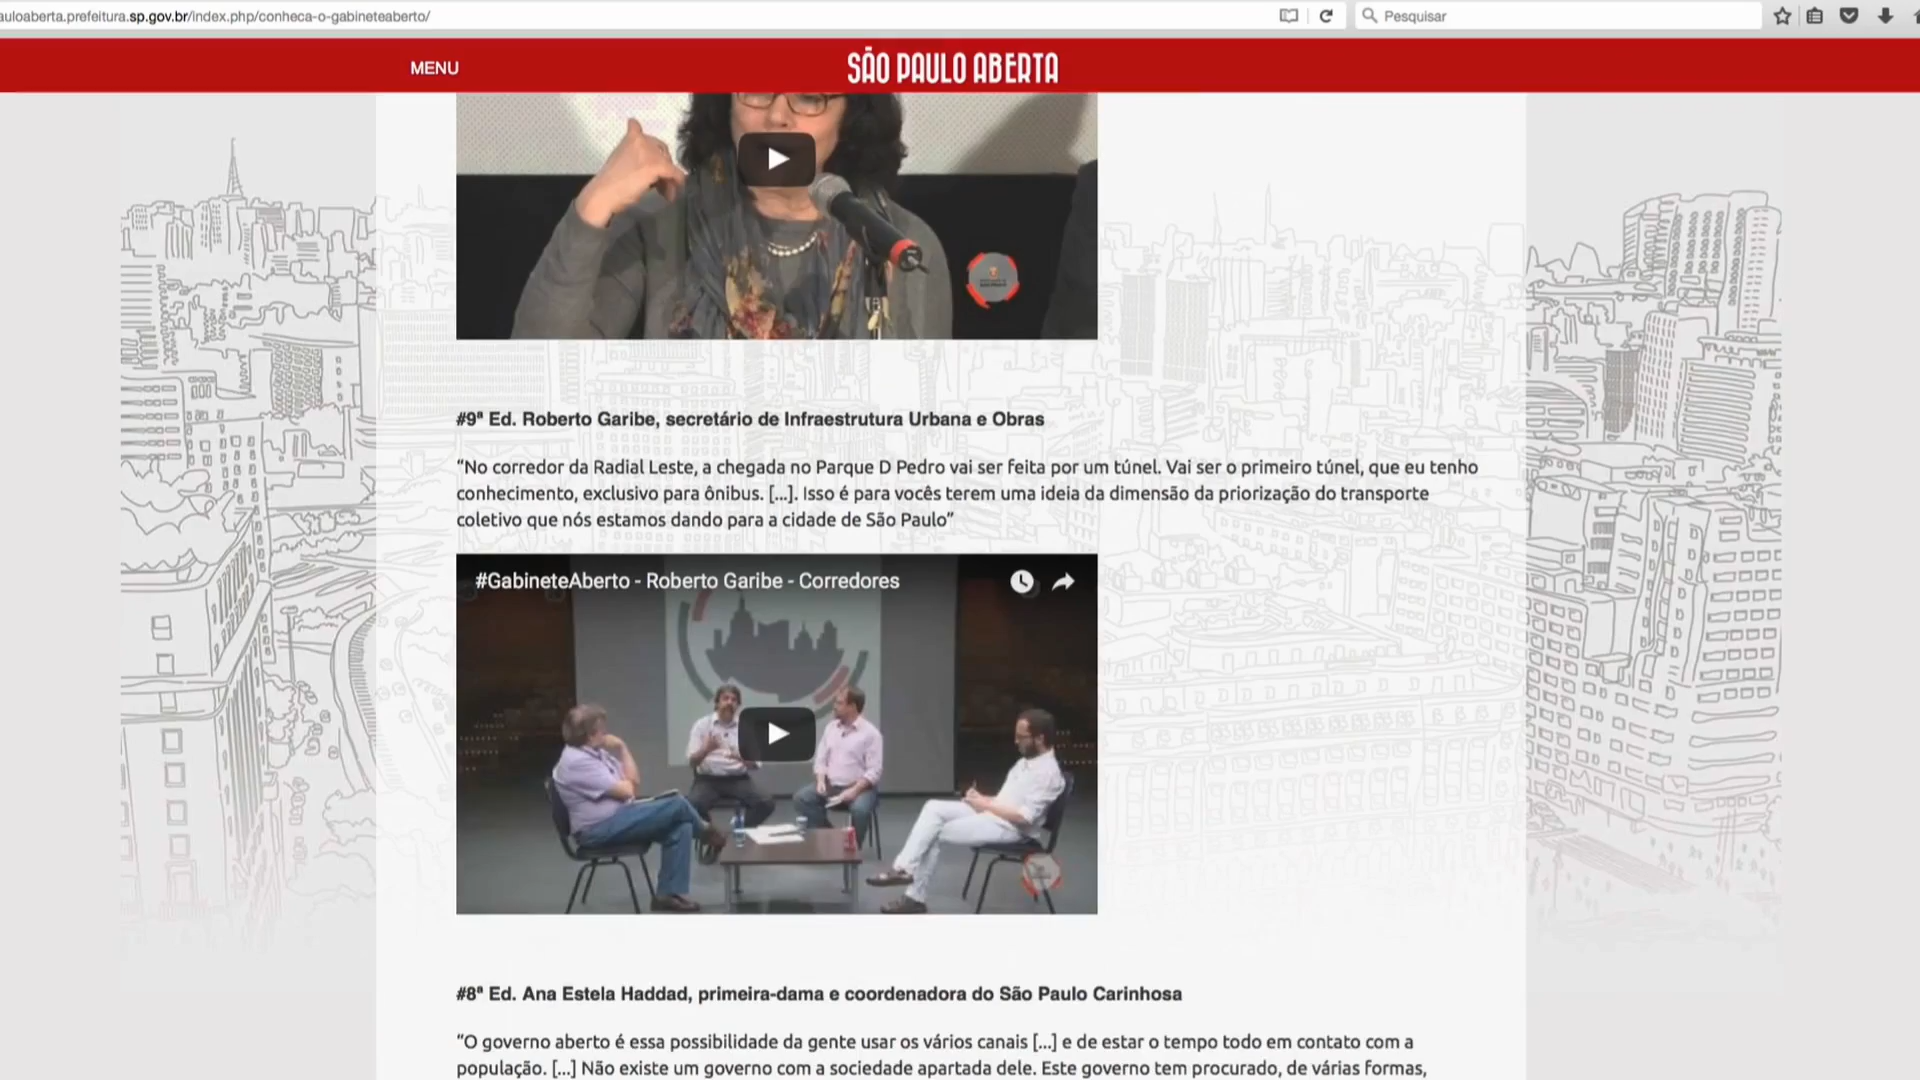 auloaberta.prefeitura.sp.gov.br/index.php/conheca-o-gabineteaberto/
Pesquisar
MENU
SÃO PAULO ABERTA
#9ª Ed. Roberto Garibe, secretário de Infraestrutura Urbana e Obras
“No corredor da Radial Leste, a chegada no Parque D Pedro vai ser feita por um túnel. Vai ser o primeiro túnel, que eu tenho
conhecimento, exclusivo para ônibus. [...]. Isso é para vocês terem uma ideia da dimensão da priorização do transporte
coletivo que nós estamos dando para a cidade de São Paulo”
#GabineteAberto - Roberto Garibe - Corredores
#8ª Ed. Ana Estela Haddad, primeira-dama e coordenadora do São Paulo Carinhosa
“O governo aberto é essa possibilidade da gente usar os vários canais [...] e de estar o tempo todo em contato com a
população. [...] Não existe um governo com a sociedade apartada dele. Este governo tem procurado, de várias formas,